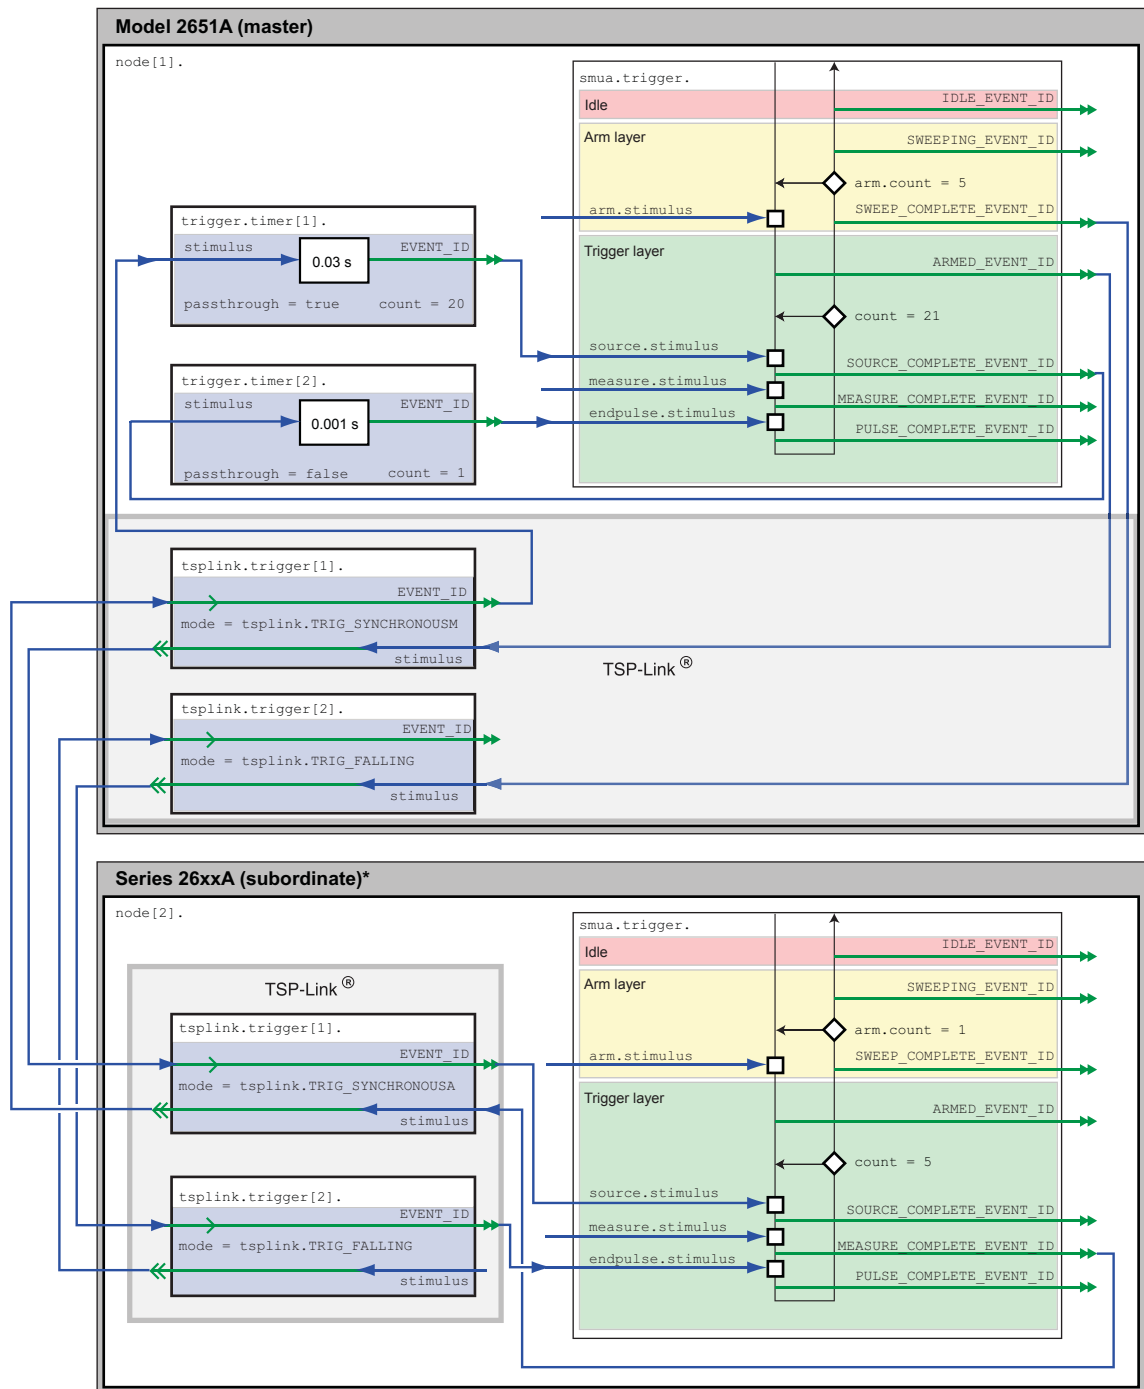 Model 2651A (master)
node[1].
smua.trigger.
Idle
IDLE_EVENT_ID
Arm layer
SWEEPING_EVENT_ID
arm.count = 5
arm.stimulus
SWEEP_COMPLETE_EVENT_ID
Trigger layer
ARMED_EVENT_ID
count = 21
source.stimulus
SOURCE_COMPLETE_EVENT_ID
measure.stimulus
MEASURE_COMPLETE_EVENT_ID
endpulse.stimulus
PULSE_COMPLETE_EVENT_ID
trigger.timer[1].
stimulus
EVENT_ID
0.03 s
passthrough = true count = 20
trigger.timer[2].
stimulus
EVENT_ID
0.001 s
passthrough = false count = 1
tsplink.trigger[1].
EVENT_ID
mode = tsplink.TRIG_SYNCHRONOUSM
stimulus
TSP-Link ®
tsplink.trigger[2].
EVENT_ID
mode = tsplink.TRIG_FALLING
stimulus
Series 26xxA (subordinate)*
node[2].
TSP-Link ®
tsplink.trigger[1].
EVENT_ID
mode = tsplink.TRIG_SYNCHRONOUSA
stimulus
tsplink.trigger[2].
EVENT_ID
mode = tsplink.TRIG_FALLING
stimulus
smua.trigger.
Idle
IDLE_EVENT_ID
Arm layer
SWEEPING_EVENT_ID
arm.count = 1
arm.stimulus
SWEEP_COMPLETE_EVENT_ID
Trigger layer
ARMED_EVENT_ID
count = 5
source.stimulus
SOURCE_COMPLETE_EVENT_ID
measure.stimulus
MEASURE_COMPLETE_EVENT_ID
endpulse.stimulus
PULSE_COMPLETE_EVENT_ID